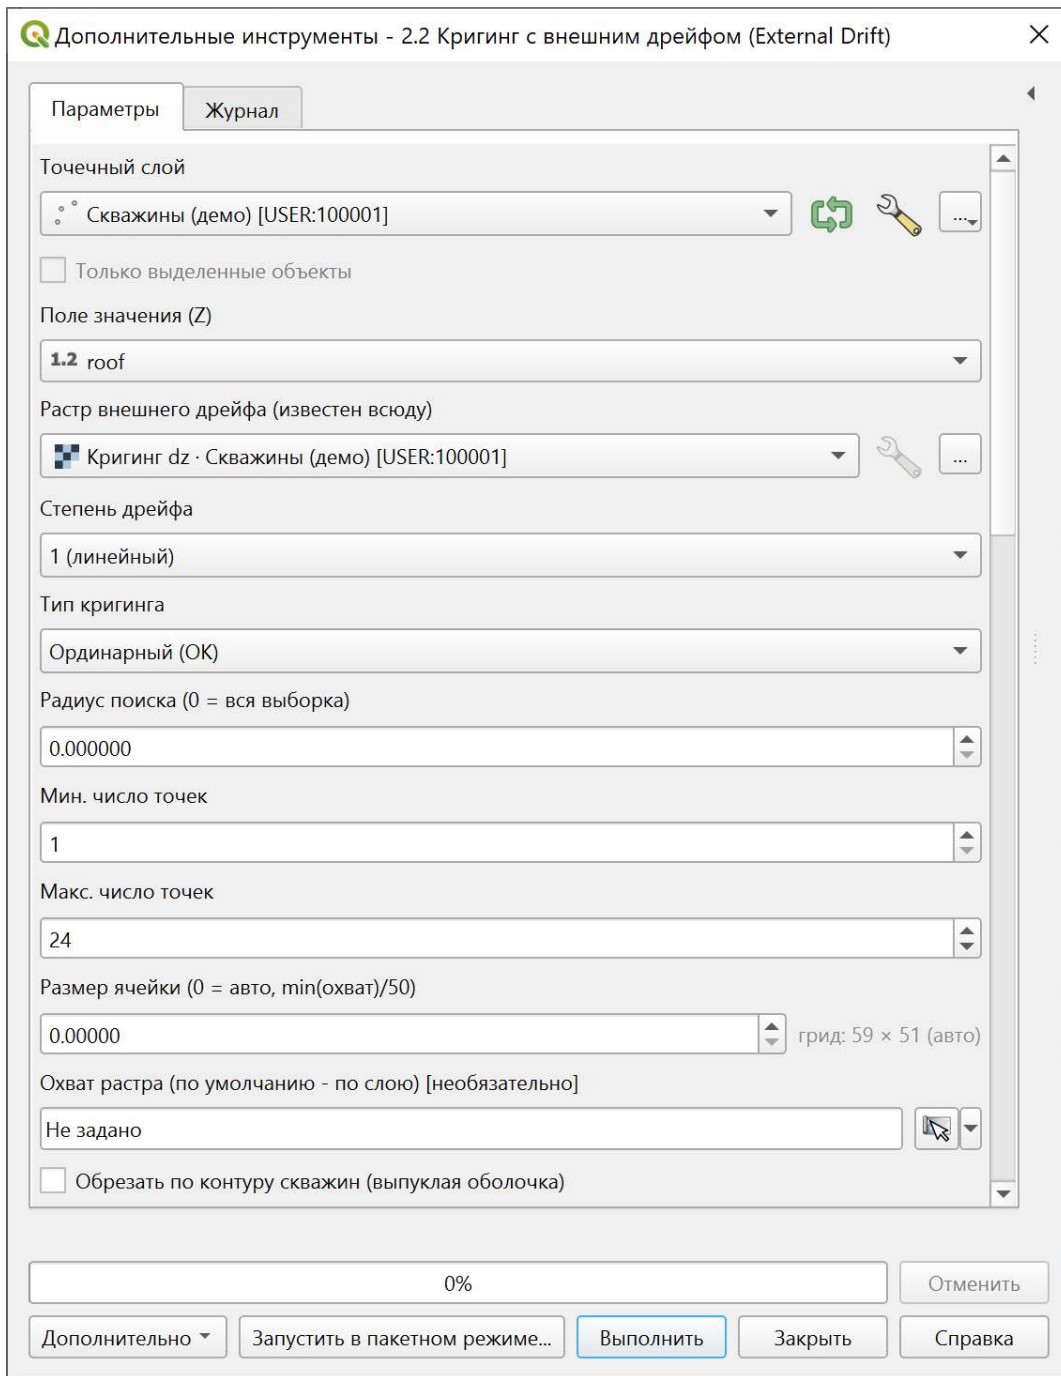 Дополнительные инструменты - 2.2 Кригинг с внешним дрейфом (External Drift)
Параметры
Журнал
Точечный слой
Скважины (демо) [USER:100001]
...
Только выделенные объекты
Поле значения (Z)
1.2 roof
Растр внешнего дрейфа (известен всюду)
Кригинг dz · Скважины (демо) [USER:100001]
...
Степень дрейфа
1 (линейный)
Тип кригинга
Ординарный (OK)
Радиус поиска (0 = вся выборка)
0.000000
Мин. число точек
1
Макс. число точек
24
Размер ячейки (0 = авто, min(охват)/50)
0.00000
грид: 59 × 51 (авто)
Охват растра (по умолчанию - по слою) [необязательно]
Не задано
Обрезать по контуру скважин (выпуклая оболочка)
0%
Отменить
Дополнительно
Запустить в пакетном режиме...
Выполнить
Закрыть
Справка